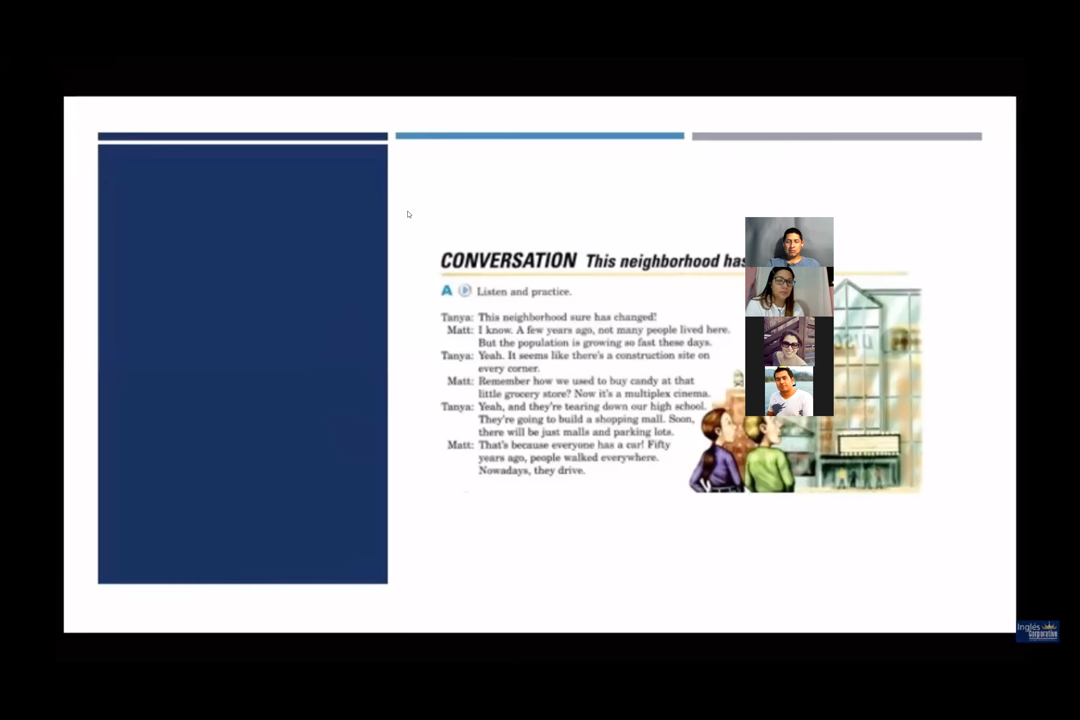 CONVERSATION This neighborhood has
A Listen and practice.
Tanya: This neighborhood sure has changed!
Matt: I know. A few years ago, not many people lived here.
But the population is growing so fast these days.
Tanya: Yeah. It seems like there's a construction site on
every corner.
Matt: Remember how we used to buy candy at that
little grocery store? Now it's a multiplex cinema.
Tanya: Yeah, and they're tearing down our high school.
They're going to build a shopping mall. Soon,
there will be just malls and parking lots.
Matt: That's because everyone has a car! Fifty
years ago, people walked everywhere.
Nowadays, they drive.
Inglés
Corporativo